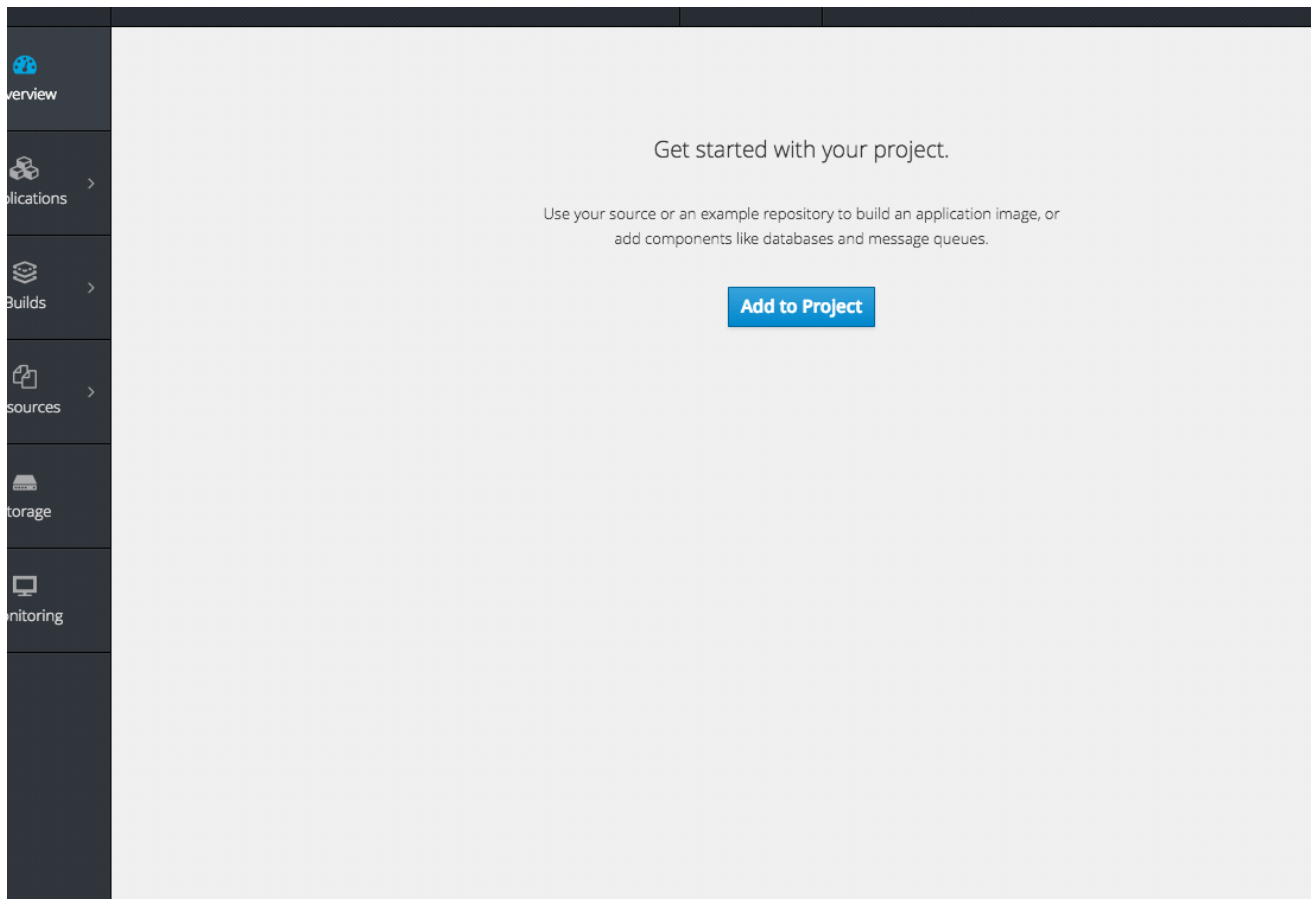 verview
plications
Builds
sources
torage
onitoring
Get started with your project.
Use your source or an example repository to build an application image, or
add components like databases and message queues.
Add to Project